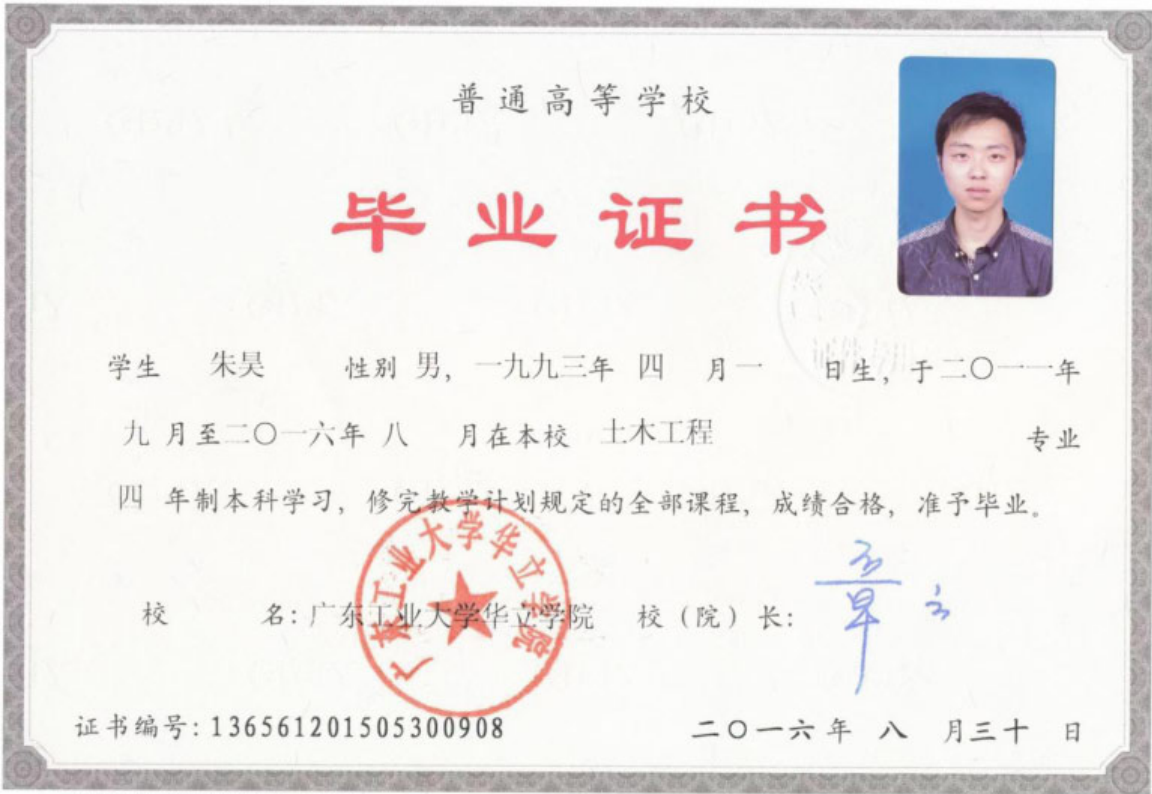 普通高等学校
毕业证书
学生 朱昊 性别 男，一九九三年 四 月一 日生，于二〇一一年
九 月至二〇一六年 八 月在本校 土木工程 专业
四 年制本科学习，修完教学计划规定的全部课程，成绩合格，准予毕业。
广东工业大学华立学院
校 名：广东工业大学华立学院 校（院）长：
证书编号：136561201505300908 二〇一六年 八 月三十 日